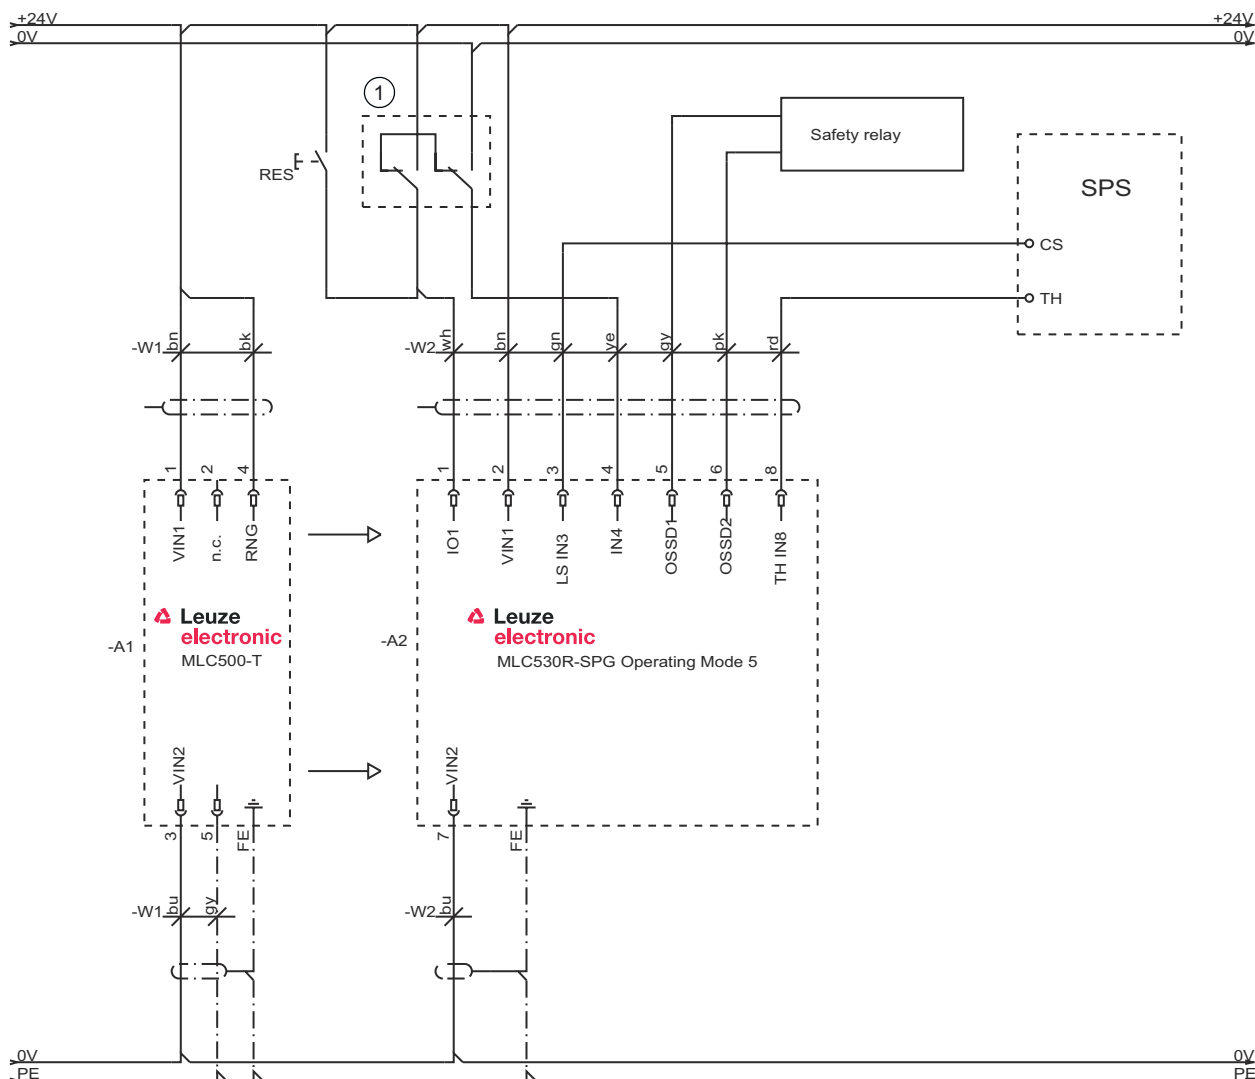 +24V +24V
0V 0V
1
Safety relay
SPS
RES
CS
TH
-W1 bn bk -W2 wh bn gn ye gy pk rd
1 2 4 1 2 3 4 5 6 8
VIN1 n.c. RNG IO1 VIN1 LS IN3 IN4 OSSD1 OSSD2 TH IN8
Leuze
electronic
MLC500-T
-A1
Leuze
electronic
MLC530R-SPG Operating Mode 5
-A2
VIN2 VIN2
3 5 FE 7 FE
-W1 bu gy -W2 bu
0V 0V
PE PE